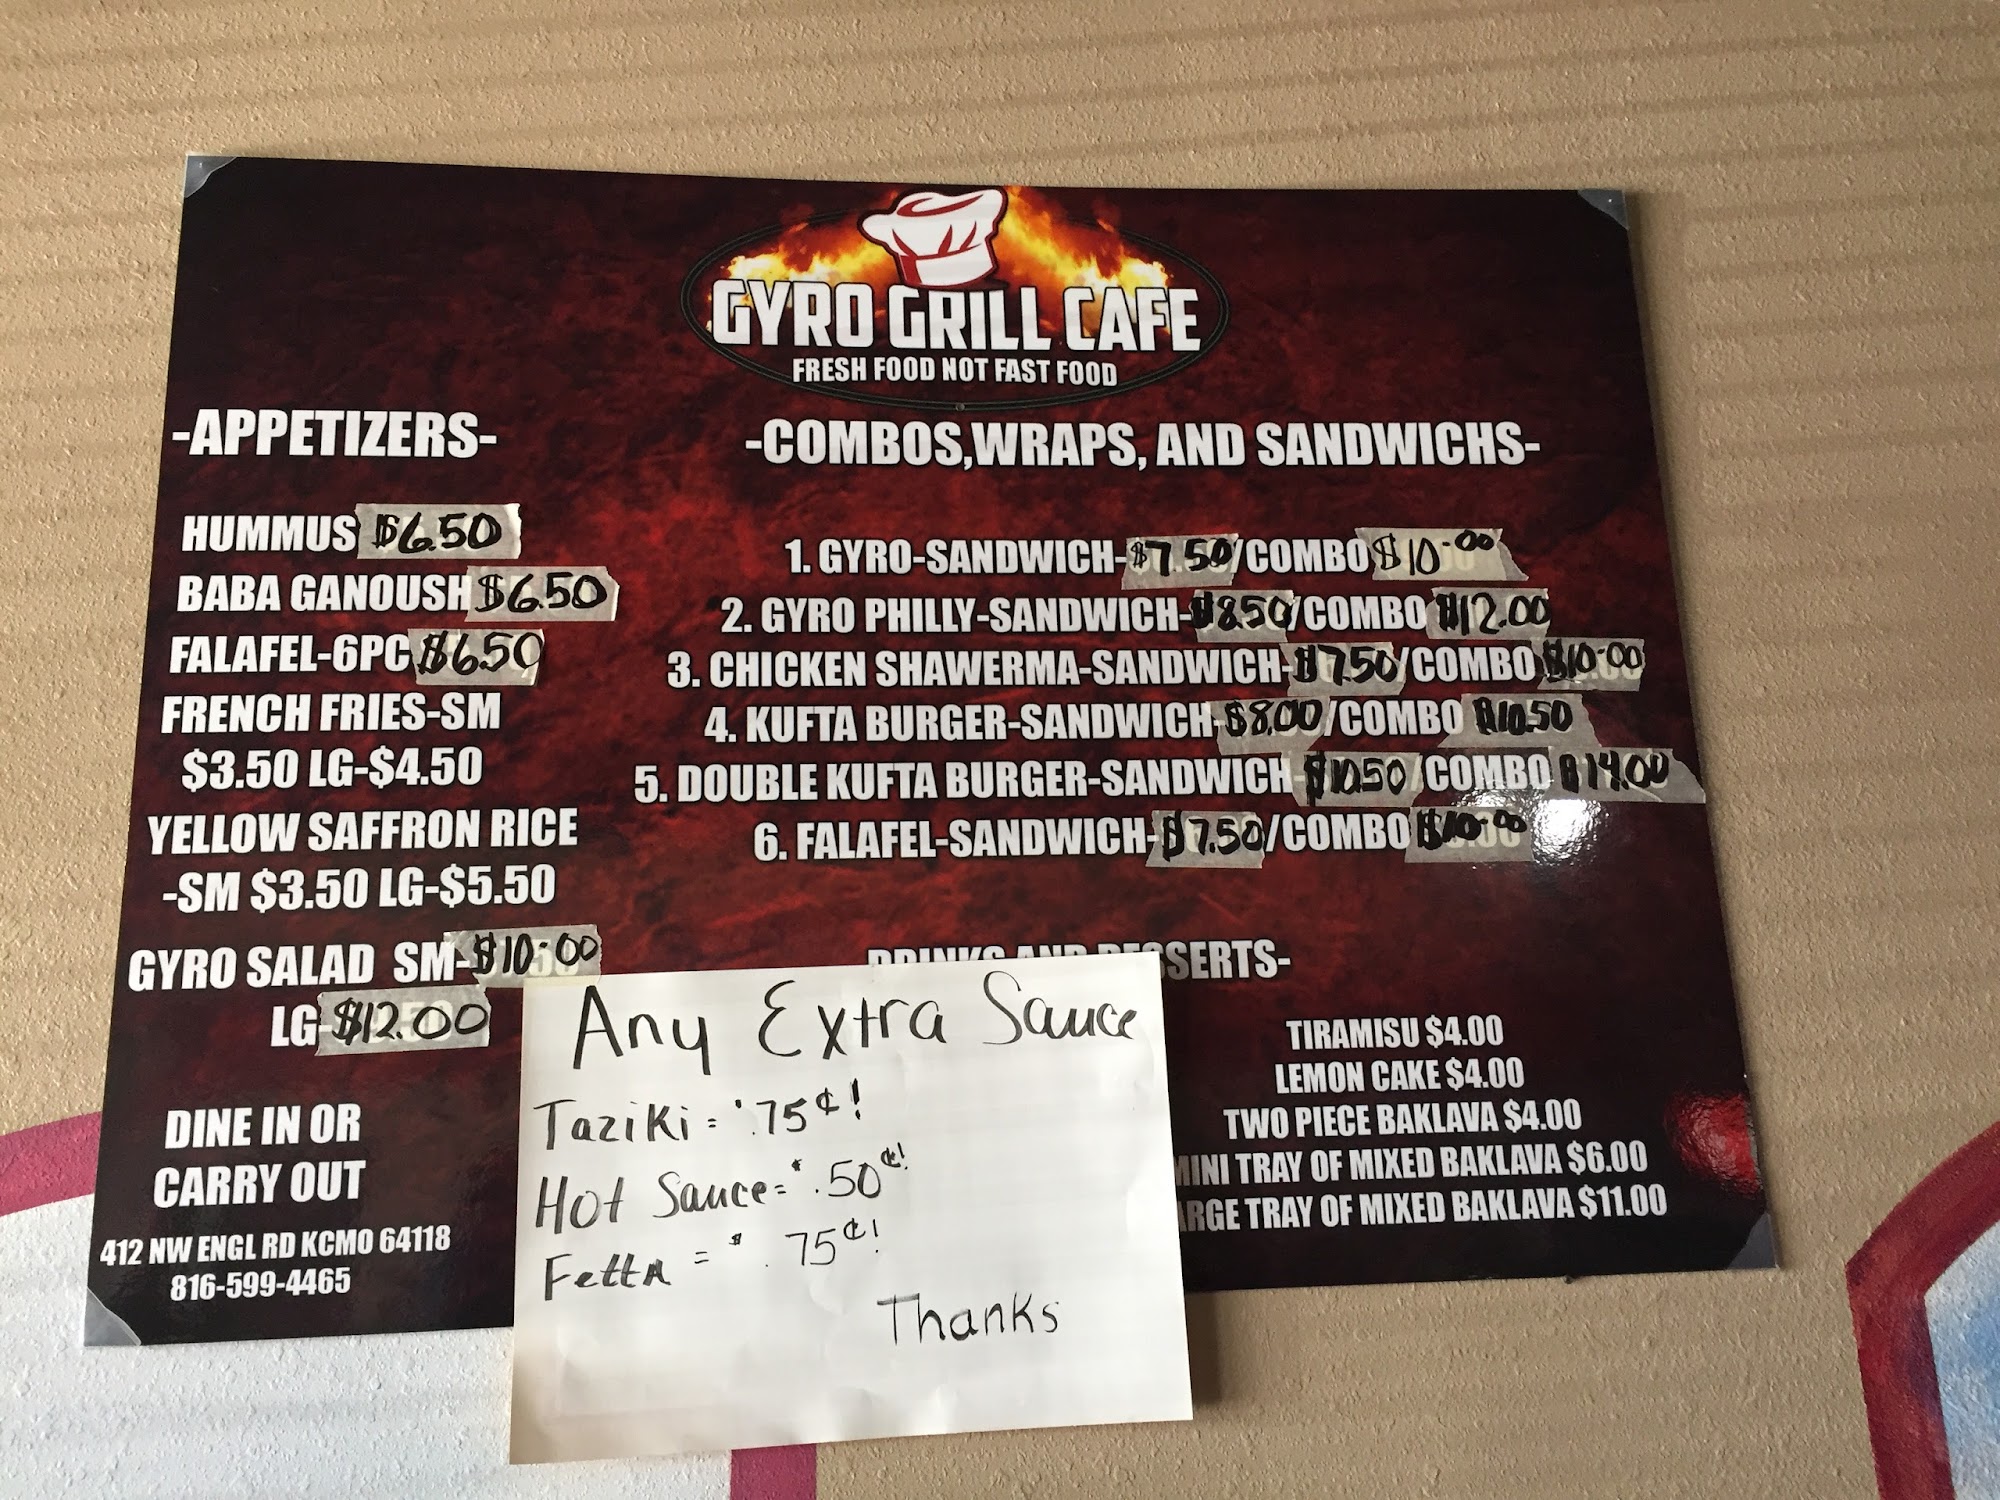 GYRO GRILL CAFE
FRESH FOOD NOT FAST FOOD
-APPETIZERS-
HUMMUS $6.50
BABA GANOUSH $6.50
FALAFEL-6PC $6.50
FRENCH FRIES-SM
$3.50 LG-$4.50
YELLOW SAFFRON RICE
-SM $3.50 LG-$5.50
GYRO SALAD SM-$10.00
LG-$12.00
DINE IN OR
CARRY OUT
412 NW ENGL RD KCMO 64118
816-599-4465
-COMBOS,WRAPS, AND SANDWICHS-
1. GYRO-SANDWICH-$7.50/COMBO $10.00
2. GYRO PHILLY-SANDWICH-$8.50/COMBO $12.00
3. CHICKEN SHAWERMA-SANDWICH-$7.50/COMBO $10.00
4. KUFTA BURGER-SANDWICH-$8.00/COMBO $10.50
5. DOUBLE KUFTA BURGER-SANDWICH-$10.50/COMBO $14.00
6. FALAFEL-SANDWICH-$7.50/COMBO $10.00
DRINKS AND DESSERTS-
TIRAMISU $4.00
LEMON CAKE $4.00
TWO PIECE BAKLAVA $4.00
MINI TRAY OF MIXED BAKLAVA $6.00
ARGE TRAY OF MIXED BAKLAVA $11.00
Any Extra Sauce
Taziki = $.75¢!
Hot Sauce = $.50¢!
Fetta = $.75¢!
Thanks